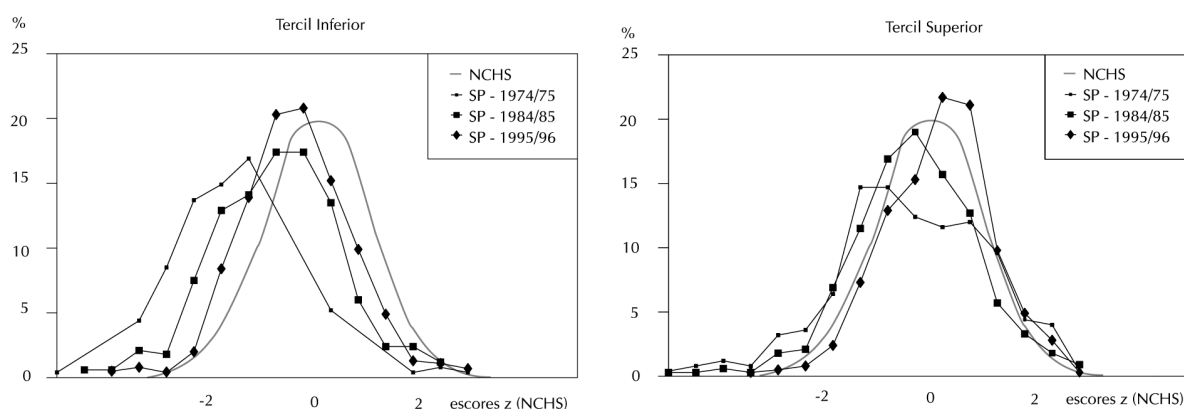 Tercil Inferior
%
25
20
15
10
5
0
NCHS
SP - 1974/75
SP - 1984/85
SP - 1995/96
-2
0
2
escores z (NCHS)
Tercil Superior
%
25
20
15
10
5
0
NCHS
SP - 1974/75
SP - 1984/85
SP - 1995/96
-2
0
2
escores z (NCHS)